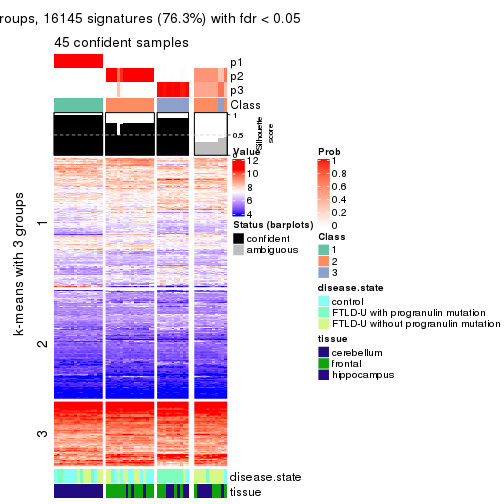 roups, 16145 signatures (76.3%) with fdr < 0.05
45 confident samples
p1
p2
p3
Class
1
0.5
0
Silhouette
score
k-means with 3 groups
1
2
3
disease.state
tissue
Value
12
10
8
6
4
Status (barplots)
confident
ambiguous
Prob
1
0.8
0.6
0.4
0.2
0
Class
1
2
3
disease.state
control
FTLD-U with progranulin mutation
FTLD-U without progranulin mutation
tissue
cerebellum
frontal
hippocampus